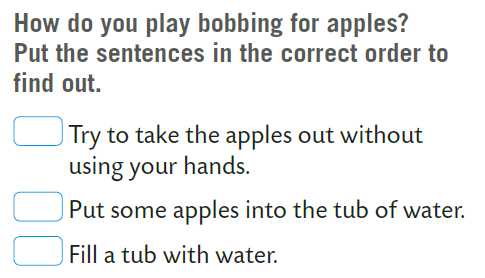 How do you play bobbing for apples?
Put the sentences in the correct order to
find out.
Try to take the apples out without
using your hands.
Put some apples into the tub of water.
Fill a tub with water.